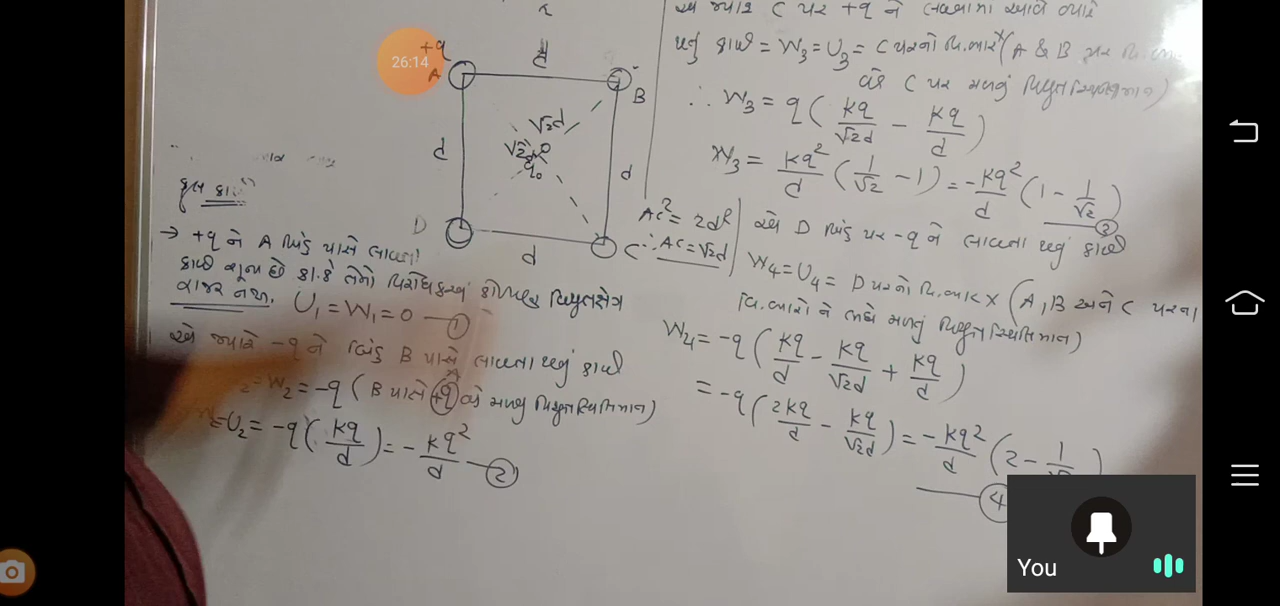 +q
26:14
A
d
B
d
√2d
√2d
q₀
d
D
C
d
AC² = 2d²
∴ AC = √2d
કુલ કાર્ય
→ +q ને A બિંદુ પાસે લાવતા
કાર્ય શૂન્ય છે કા.કે તેનો વિરોધ કરતું કોઈપણ વિદ્યુતક્ષેત્ર
હાજર નથી.
U₁ = W₁ = 0 — ①
હવે જ્યારે -q ને બિંદુ B પાસે લાવતા થતું કાર્ય
= W₂ = -q ( B પાસે +q વડે મળતું વિદ્યુતસ્થિતિમાન)
= U₂ = -q ( kq/d ) = - kq²/d — ②
હવે જ્યારે C પર +q ને લાવવામાં આવે ત્યારે
થતું કાર્ય = W₃ = U₃ = C પરનો વિ.ભાર × ( A & B પર વિ.
વડે C પર મળતું વિદ્યુતસ્થિતિમાન)
∴ W₃ = q ( kq/√2d - kq/d )
W₃ = kq²/d ( 1/√2 - 1 ) = - kq²/d ( 1 - 1/√2 ) — ③
હવે D બિંદુ પર -q ને લાવતા થતું કાર્ય
W₄ = U₄ = D પરનો વિ.ભાર × ( A, B અને C પરના
વિ.ભારો ને લીધે મળતું વિદ્યુતસ્થિતિમાન)
W₄ = -q ( kq/d - kq/√2d + kq/d )
= -q ( 2kq/d - kq/√2d ) = - kq²/d ( 2 - 1/√2 )
— ④
You